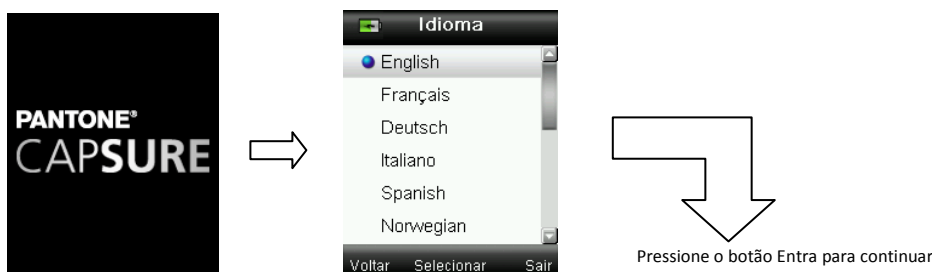 PANTONE®
CAPSURE
Idioma
English
Français
Deutsch
Italiano
Spanish
Norwegian
Voltar Selecionar Sair
Pressione o botão Entra para continuar